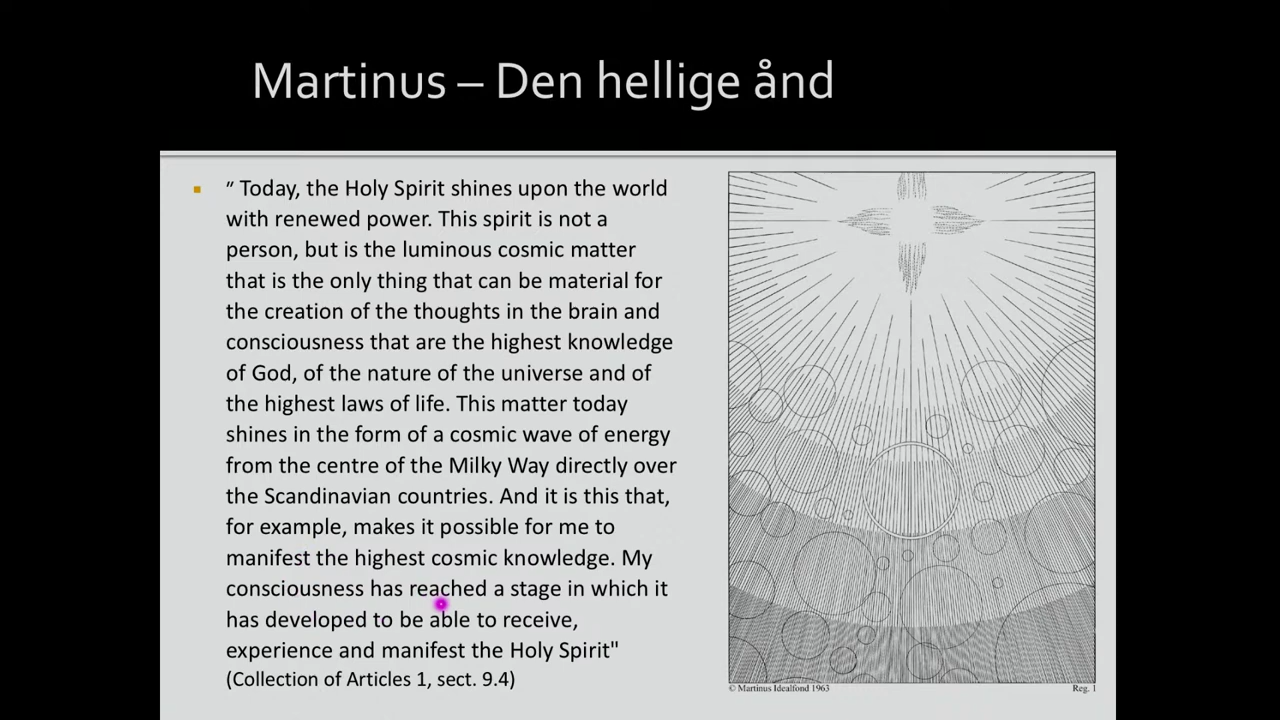 Martinus – Den hellige ånd
" Today, the Holy Spirit shines upon the world
with renewed power. This spirit is not a
person, but is the luminous cosmic matter
that is the only thing that can be material for
the creation of the thoughts in the brain and
consciousness that are the highest knowledge
of God, of the nature of the universe and of
the highest laws of life. This matter today
shines in the form of a cosmic wave of energy
from the centre of the Milky Way directly over
the Scandinavian countries. And it is this that,
for example, makes it possible for me to
manifest the highest cosmic knowledge. My
consciousness has reached a stage in which it
has developed to be able to receive,
experience and manifest the Holy Spirit"
(Collection of Articles 1, sect. 9.4)
© Martinus Idealfond 1963
Reg. 1